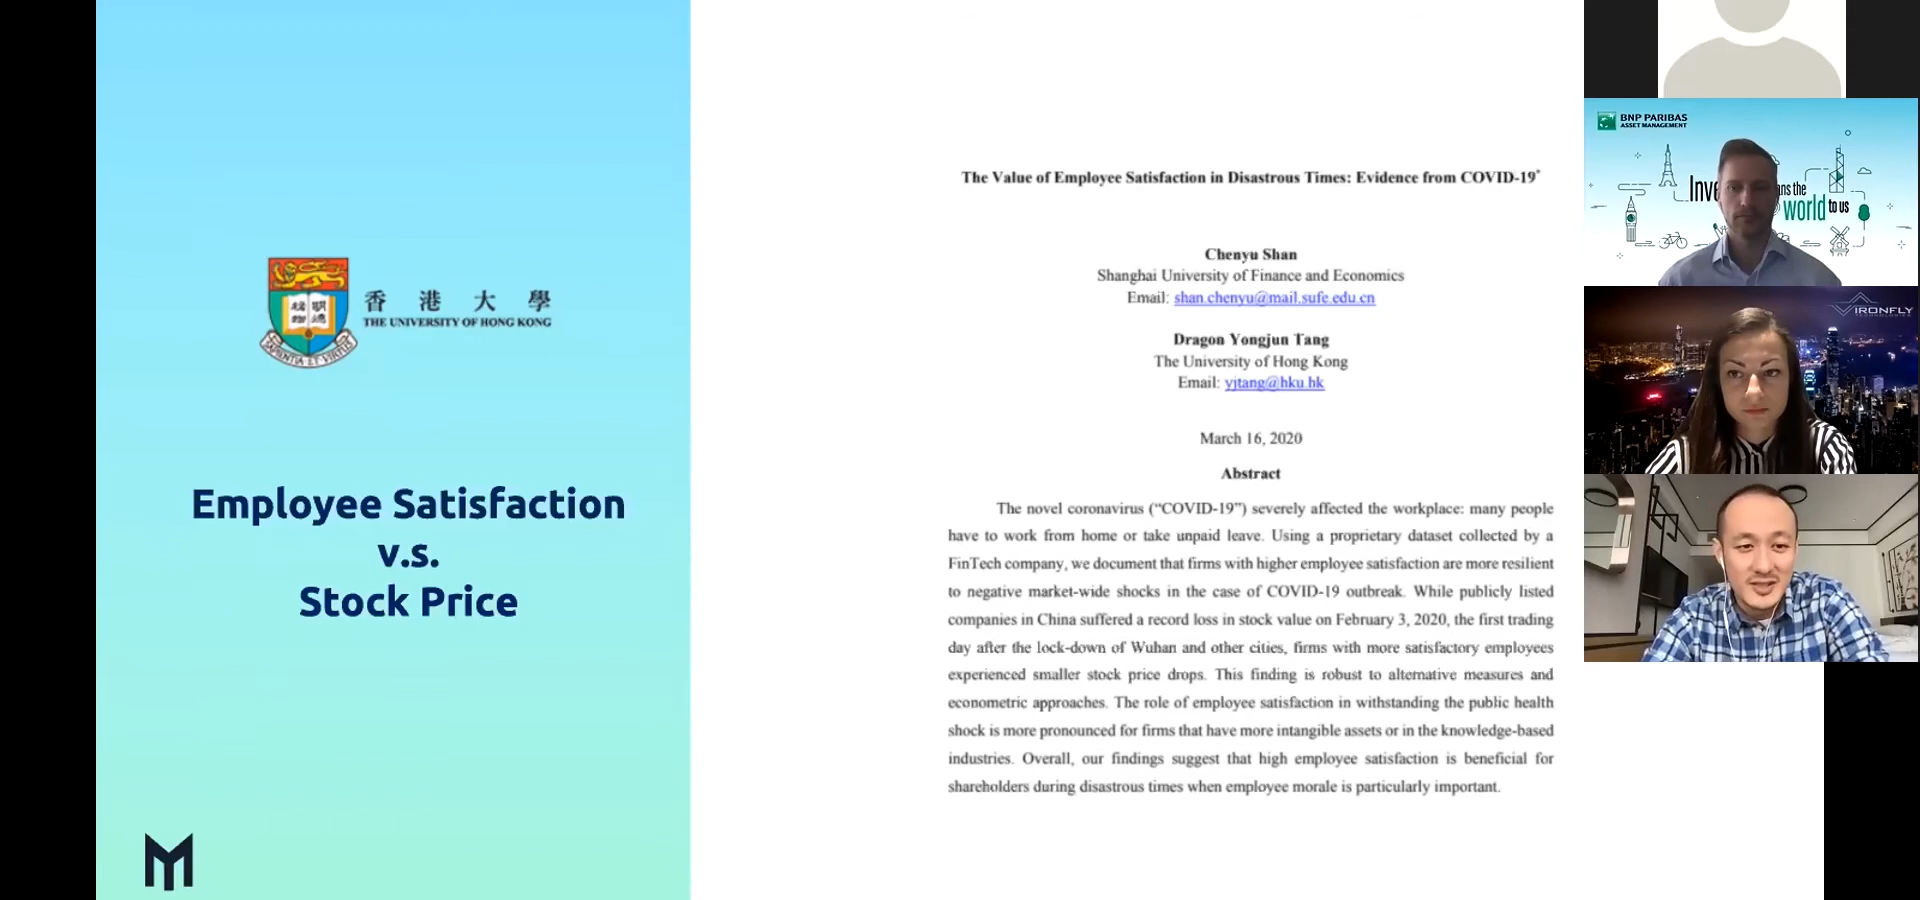 香港大學
THE UNIVERSITY OF HONG KONG
SAPIENTIA ET VIRTUS
Employee Satisfaction
v.s.
Stock Price
The Value of Employee Satisfaction in Disastrous Times: Evidence from COVID-19*
Chenyu Shan
Shanghai University of Finance and Economics
Email: shan.chenyu@mail.sufe.edu.cn
Dragon Yongjun Tang
The University of Hong Kong
Email: yjtang@hku.hk
March 16, 2020
Abstract
The novel coronavirus (“COVID-19”) severely affected the workplace: many people
have to work from home or take unpaid leave. Using a proprietary dataset collected by a
FinTech company, we document that firms with higher employee satisfaction are more resilient
to negative market-wide shocks in the case of COVID-19 outbreak. While publicly listed
companies in China suffered a record loss in stock value on February 3, 2020, the first trading
day after the lock-down of Wuhan and other cities, firms with more satisfactory employees
experienced smaller stock price drops. This finding is robust to alternative measures and
econometric approaches. The role of employee satisfaction in withstanding the public health
shock is more pronounced for firms that have more intangible assets or in the knowledge-based
industries. Overall, our findings suggest that high employee satisfaction is beneficial for
shareholders during disastrous times when employee morale is particularly important.
BNP PARIBAS
ASSET MANAGEMENT
the
world to us
IRONFLY